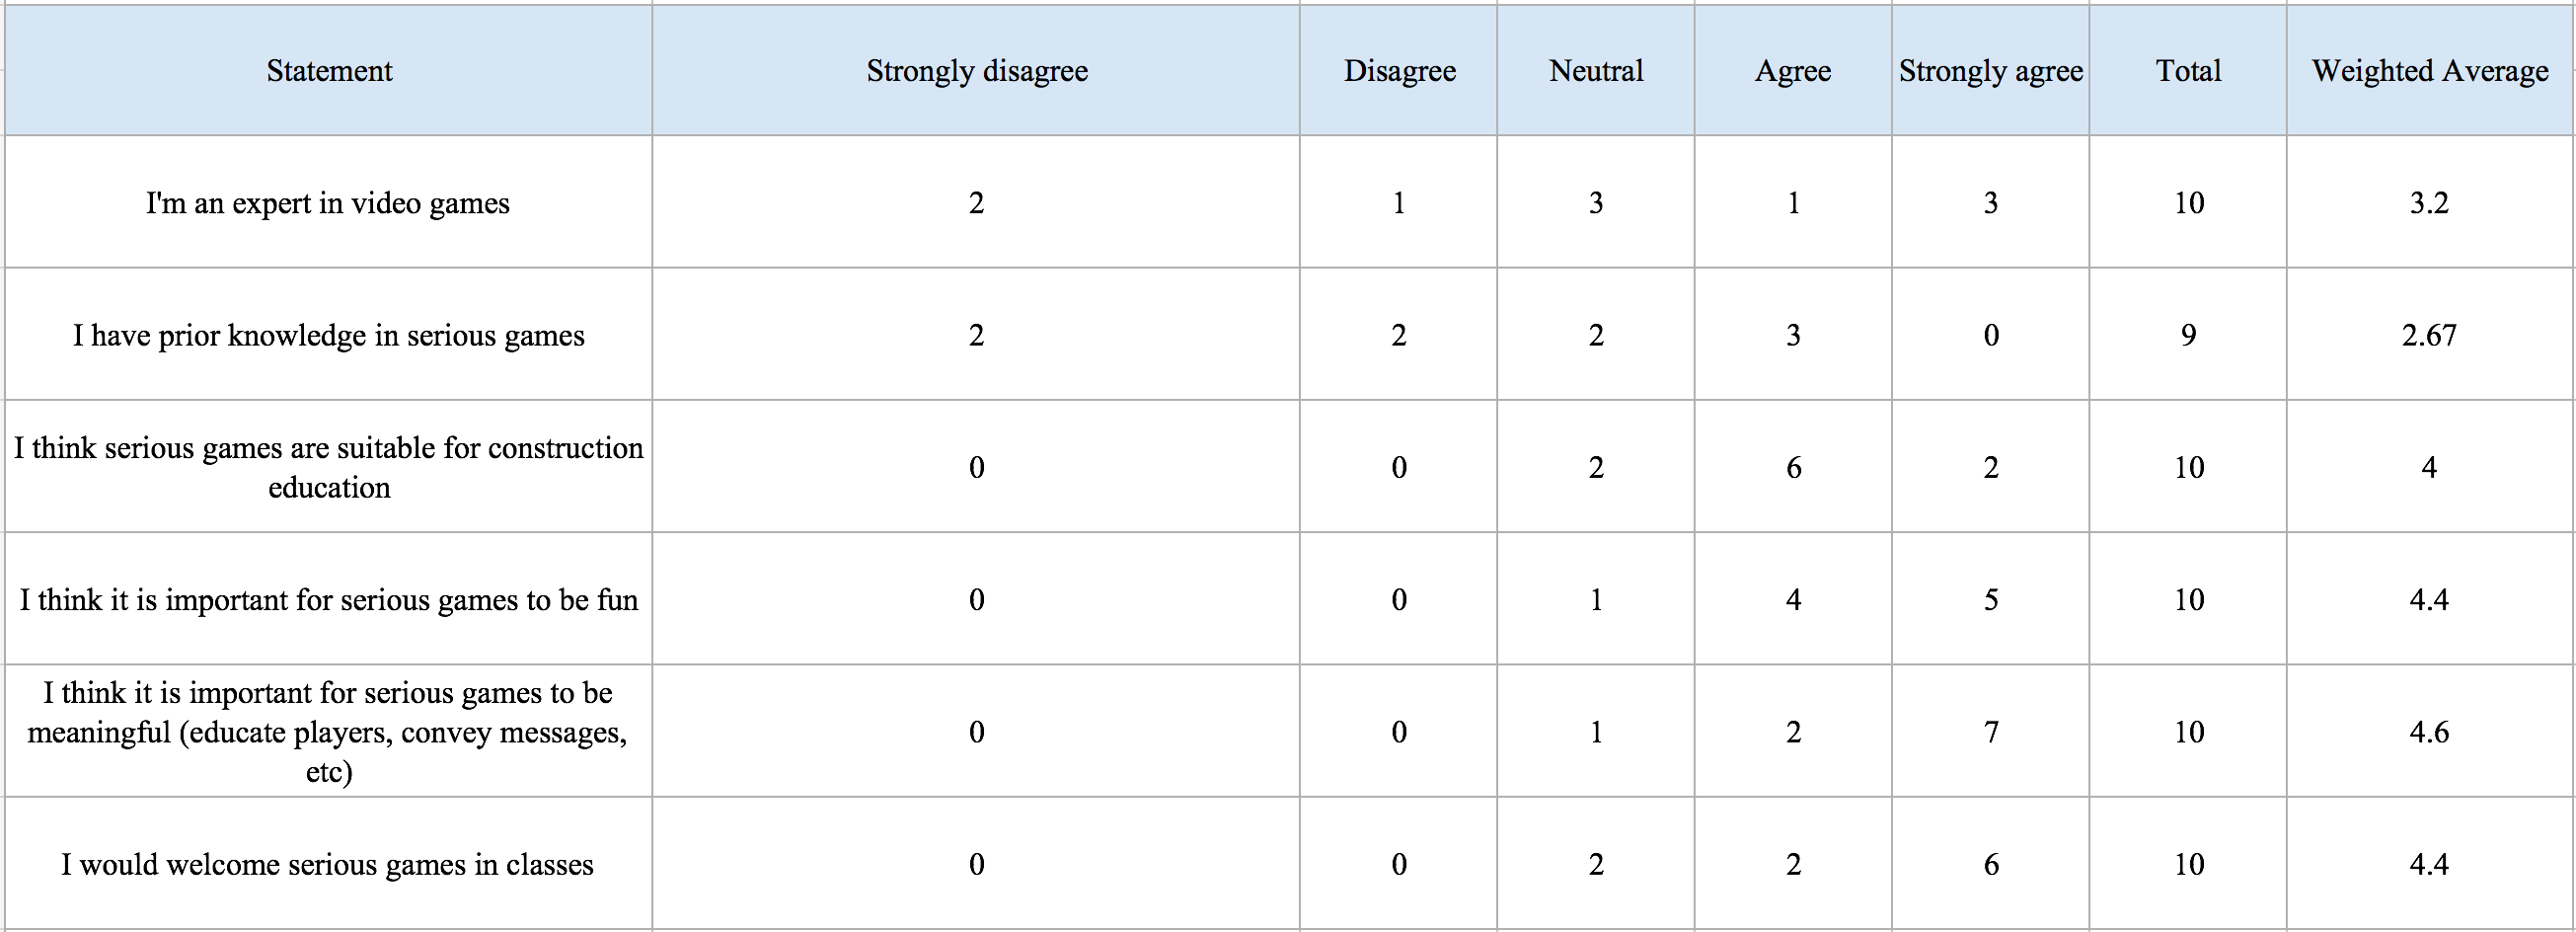 Statement Strongly disagree Disagree Neutral Agree Strongly agree Total Weighted Average
I'm an expert in video games 2 1 3 1 3 10 3.2
I have prior knowledge in serious games 2 2 2 3 0 9 2.67
I think serious games are suitable for construction
education 0 0 2 6 2 10 4
I think it is important for serious games to be fun 0 0 1 4 5 10 4.4
I think it is important for serious games to be
meaningful (educate players, convey messages,
etc) 0 0 1 2 7 10 4.6
I would welcome serious games in classes 0 0 2 2 6 10 4.4